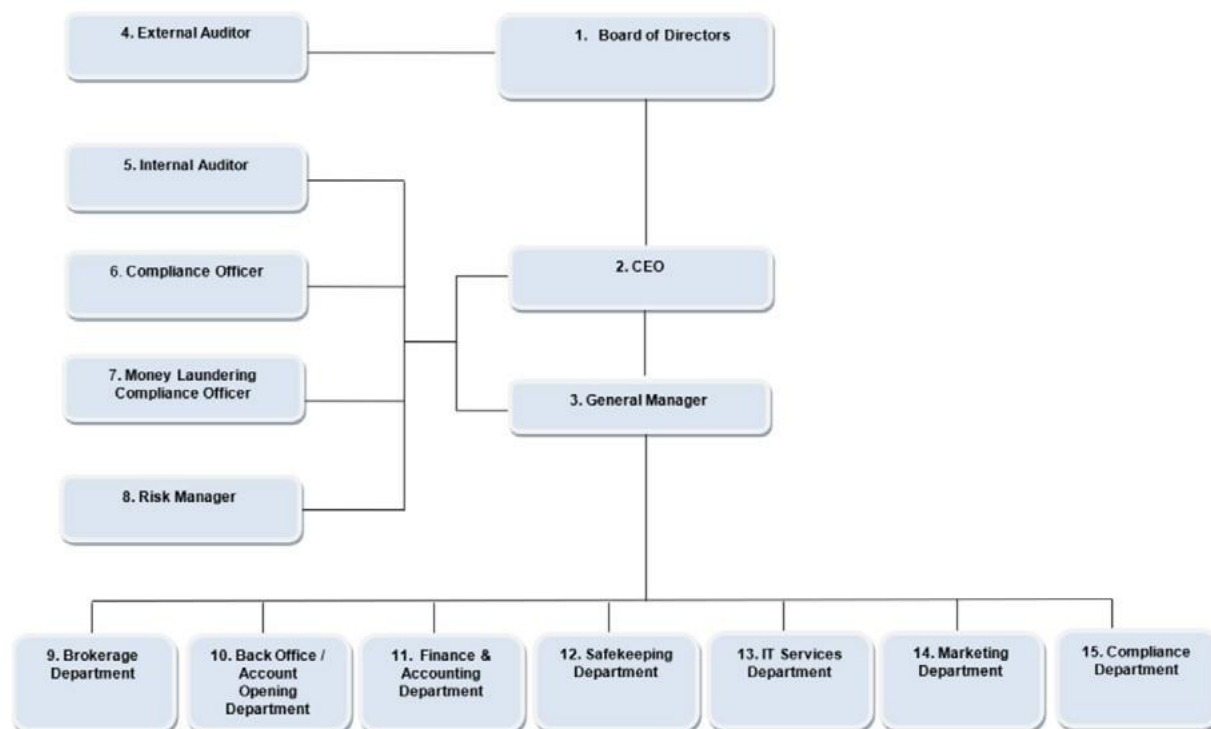 4. External Auditor
1. Board of Directors
5. Internal Auditor
6. Compliance Officer
2. CEO
7. Money Laundering
Compliance Officer
3. General Manager
8. Risk Manager
9. Brokerage
Department
10. Back Office /
Account
Opening
Department
11. Finance &
Accounting
Department
12. Safekeeping
Department
13. IT Services
Department
14. Marketing
Department
15. Compliance
Department